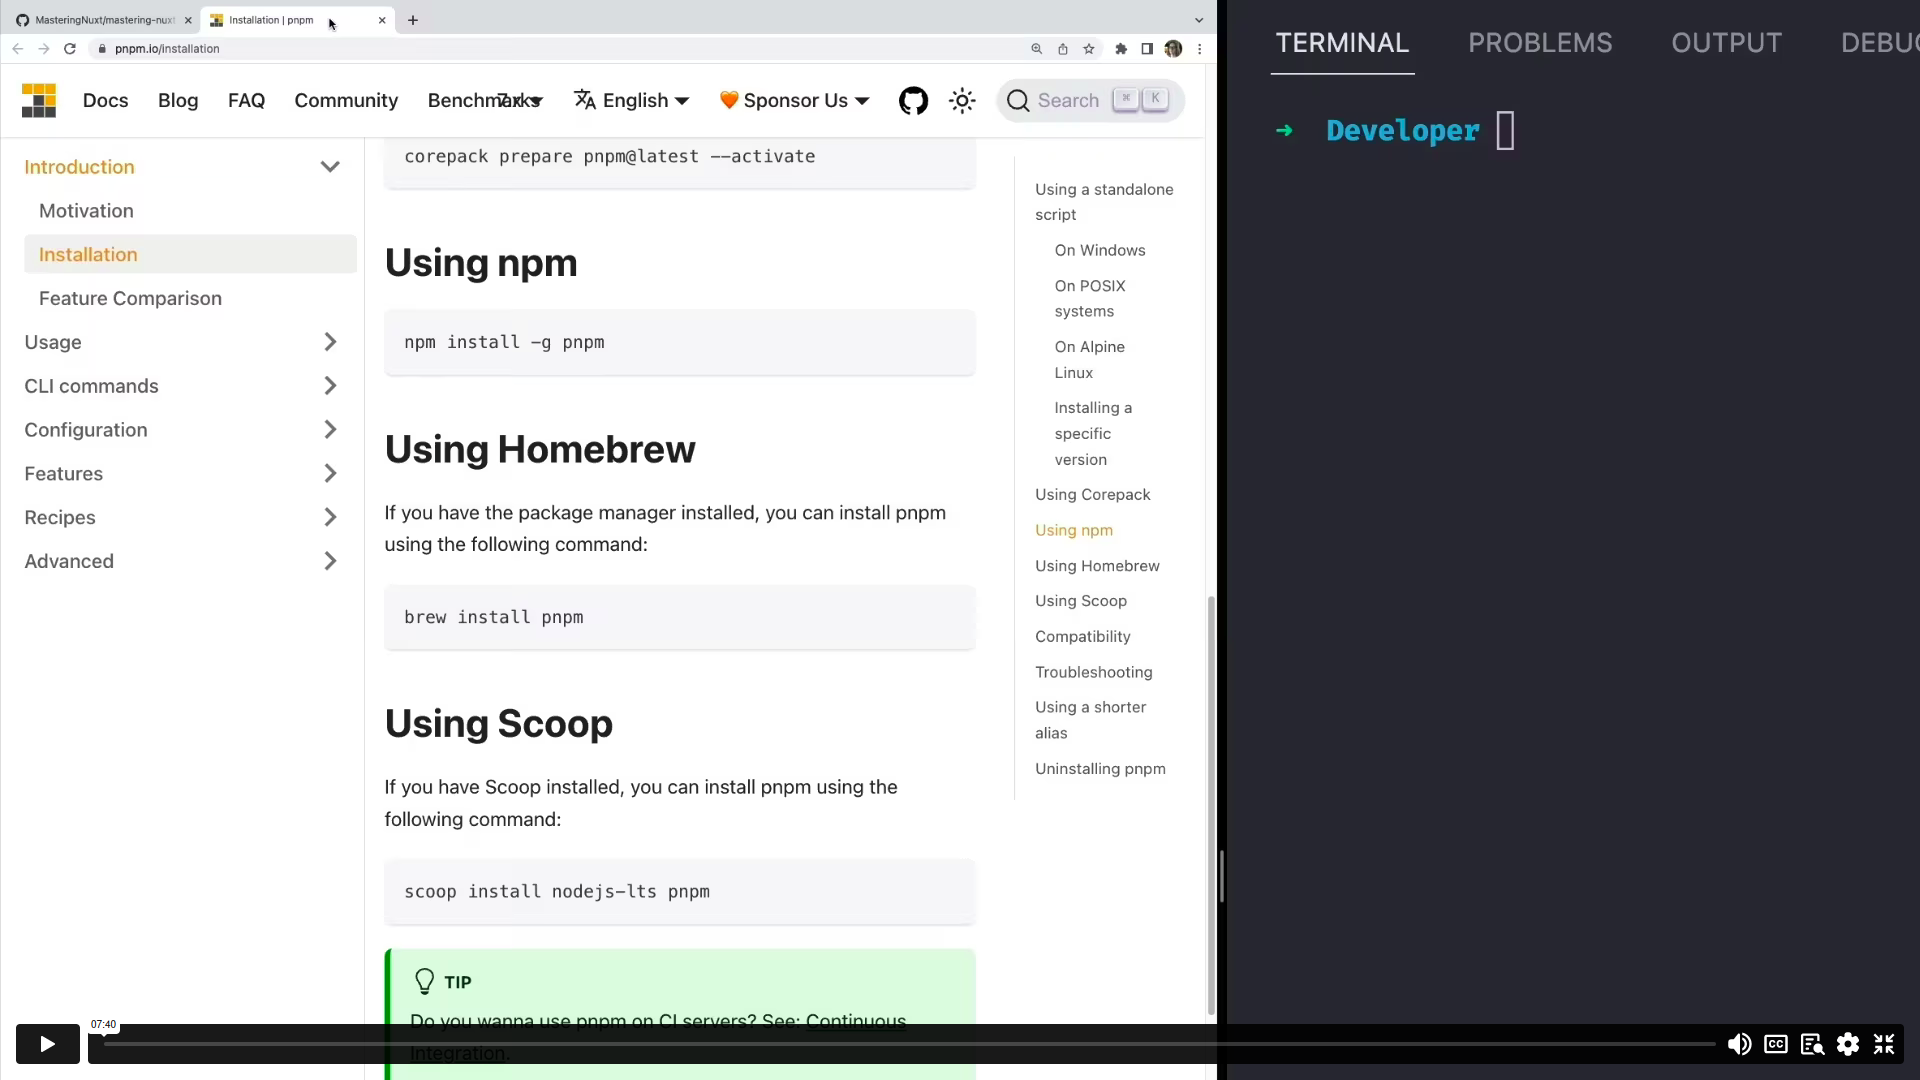 MasteringNuxt/mastering-nuxt
Installation | pnpm
pnpm.io/installation
Docs
Blog
FAQ
Community
Benchmarks
7.x
English
Sponsor Us
Search
⌘ K
Introduction
Motivation
Installation
Feature Comparison
Usage
CLI commands
Configuration
Features
Recipes
Advanced
corepack prepare pnpm@latest --activate
Using npm
npm install -g pnpm
Using Homebrew
If you have the package manager installed, you can install pnpm
using the following command:
brew install pnpm
Using Scoop
If you have Scoop installed, you can install pnpm using the
following command:
scoop install nodejs-lts pnpm
TIP
Do you wanna use pnpm on CI servers? See: Continuous
Integration.
Using a standalone
script
On Windows
On POSIX
systems
On Alpine
Linux
Installing a
specific
version
Using Corepack
Using npm
Using Homebrew
Using Scoop
Compatibility
Troubleshooting
Using a shorter
alias
Uninstalling pnpm
TERMINAL
PROBLEMS
OUTPUT
DEBUG
➜ Developer
07:40
CC